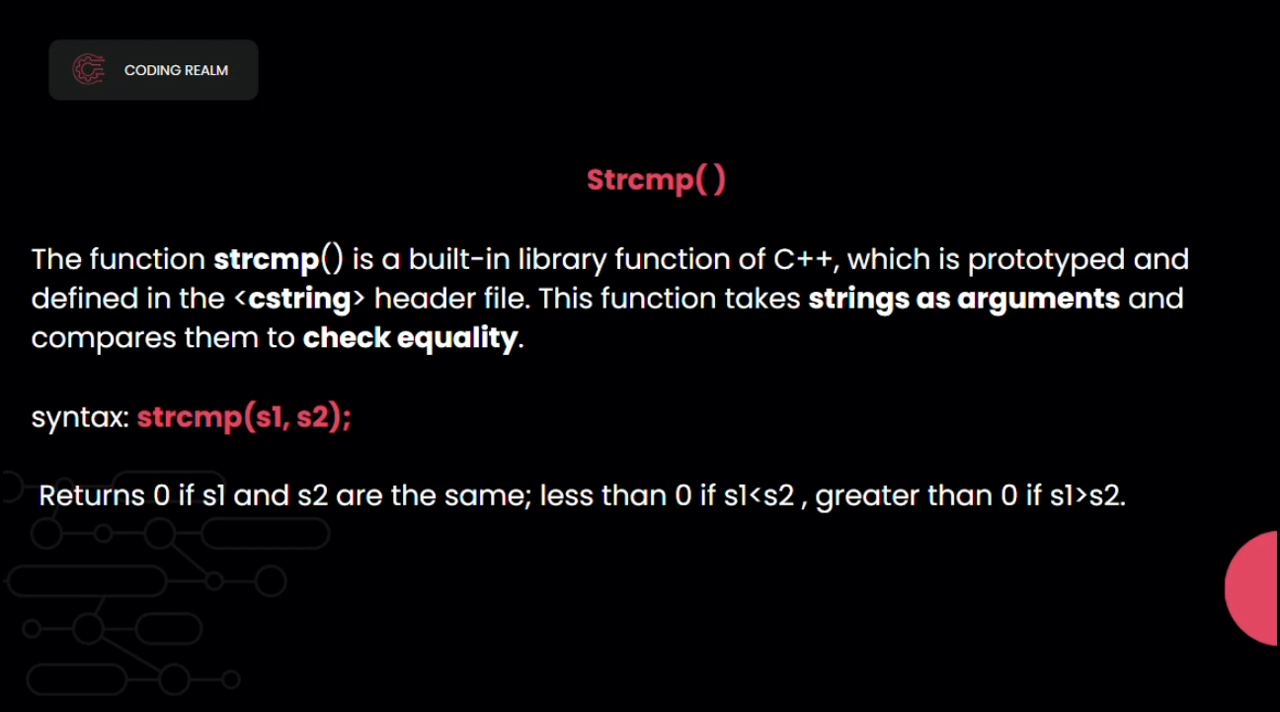 CODING REALM
Strcmp( )
The function strcmp() is a built-in library function of C++, which is prototyped and
defined in the <cstring> header file. This function takes strings as arguments and
compares them to check equality.
syntax: strcmp(s1, s2);
Returns 0 if s1 and s2 are the same; less than 0 if s1<s2 , greater than 0 if s1>s2.